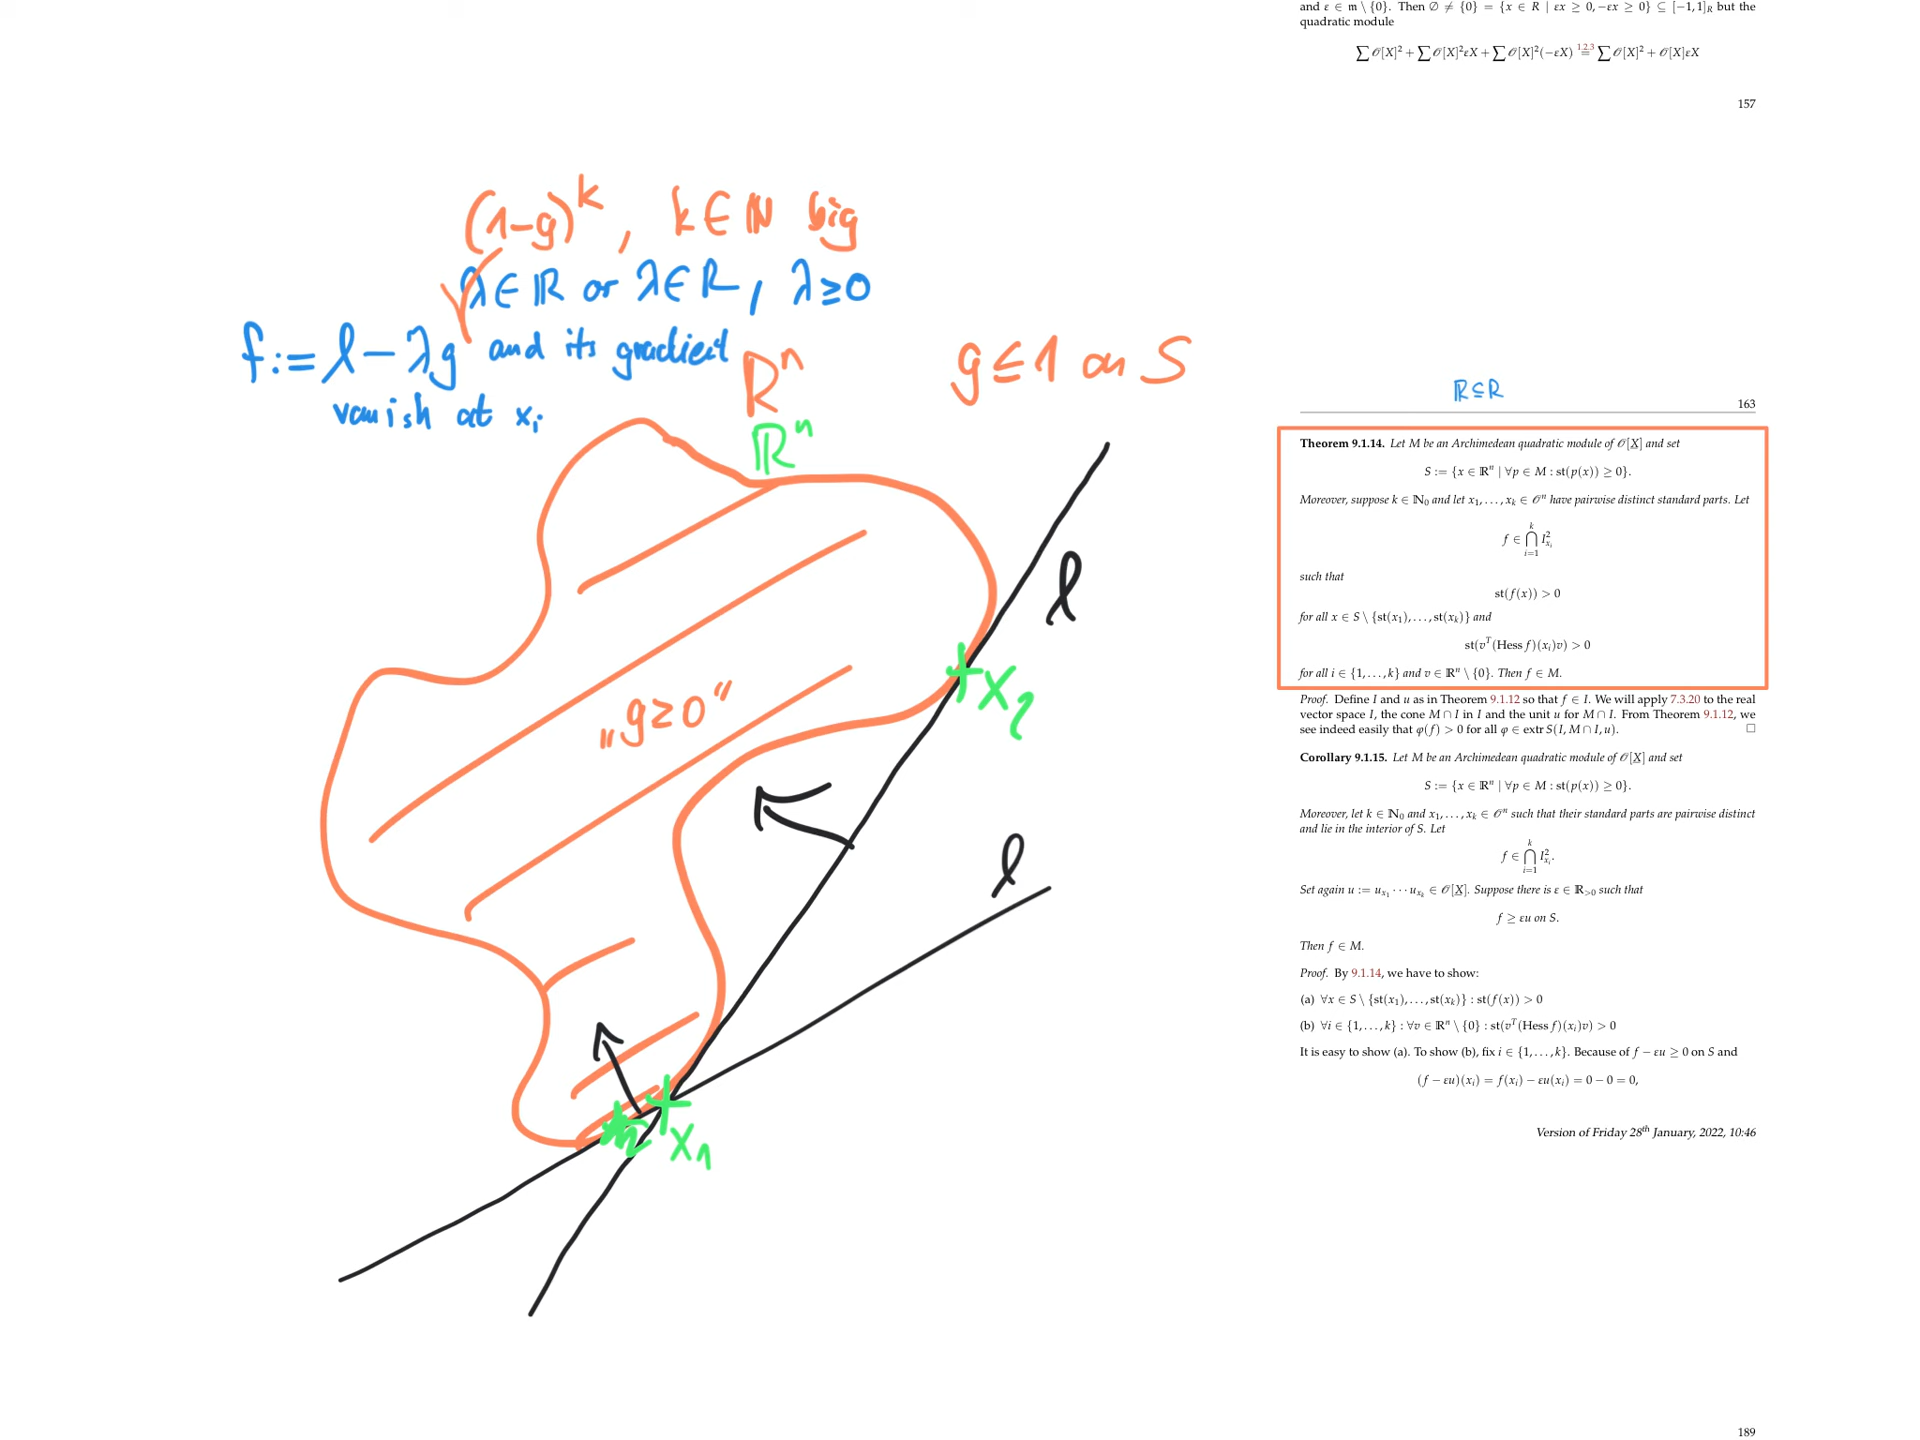 and ε ∈ 𝔪 \ {0}. Then ∅ ≠ {0} = {x ∈ R | εx ≥ 0, −εx ≥ 0} ⊆ [−1, 1]_R but the
quadratic module
∑ 𝒪[X]² + ∑ 𝒪[X]²εX + ∑ 𝒪[X]²(−εX) =^{1.2.3} ∑ 𝒪[X]² + 𝒪[X]εX
157
(1-g)^k, k ∈ ℕ big
λ ∈ ℝ or λ ∈ R, λ ≥ 0
f := l − λg and its gradient
vanish at x_i
R^n
ℝ^n
g ≤ 1 on S
l
x_2
„g ≥ 0"
l
x_1
ℝ ⊆ R
163
Theorem 9.1.14. Let M be an Archimedean quadratic module of 𝒪[X] and set
S := {x ∈ ℝ^n | ∀p ∈ M : st(p(x)) ≥ 0}.
Moreover, suppose k ∈ ℕ_0 and let x_1, . . . , x_k ∈ 𝒪^n have pairwise distinct standard parts. Let
f ∈ ⋂_{i=1}^{k} I²_{x_i}
such that
st(f(x)) > 0
for all x ∈ S \ {st(x_1), . . . , st(x_k)} and
st(v^T(Hess f)(x_i)v) > 0
for all i ∈ {1, . . . , k} and v ∈ ℝ^n \ {0}. Then f ∈ M.
Proof. Define I and u as in Theorem 9.1.12 so that f ∈ I. We will apply 7.3.20 to the real
vector space I, the cone M ∩ I in I and the unit u for M ∩ I. From Theorem 9.1.12, we
see indeed easily that φ(f) > 0 for all φ ∈ extr S(I, M ∩ I, u). □
Corollary 9.1.15. Let M be an Archimedean quadratic module of 𝒪[X] and set
S := {x ∈ ℝ^n | ∀p ∈ M : st(p(x)) ≥ 0}.
Moreover, let k ∈ ℕ_0 and x_1, . . . , x_k ∈ 𝒪^n such that their standard parts are pairwise distinct
and lie in the interior of S. Let
f ∈ ⋂_{i=1}^{k} I²_{x_i}.
Set again u := u_{x_1} · · · u_{x_k} ∈ 𝒪[X]. Suppose there is ε ∈ ℝ_{>0} such that
f ≥ εu on S.
Then f ∈ M.
Proof. By 9.1.14, we have to show:
(a) ∀x ∈ S \ {st(x_1), . . . , st(x_k)} : st(f(x)) > 0
(b) ∀i ∈ {1, . . . , k} : ∀v ∈ ℝ^n \ {0} : st(v^T(Hess f)(x_i)v) > 0
It is easy to show (a). To show (b), fix i ∈ {1, . . . , k}. Because of f − εu ≥ 0 on S and
(f − εu)(x_i) = f(x_i) − εu(x_i) = 0 − 0 = 0,
Version of Friday 28th January, 2022, 10:46
189